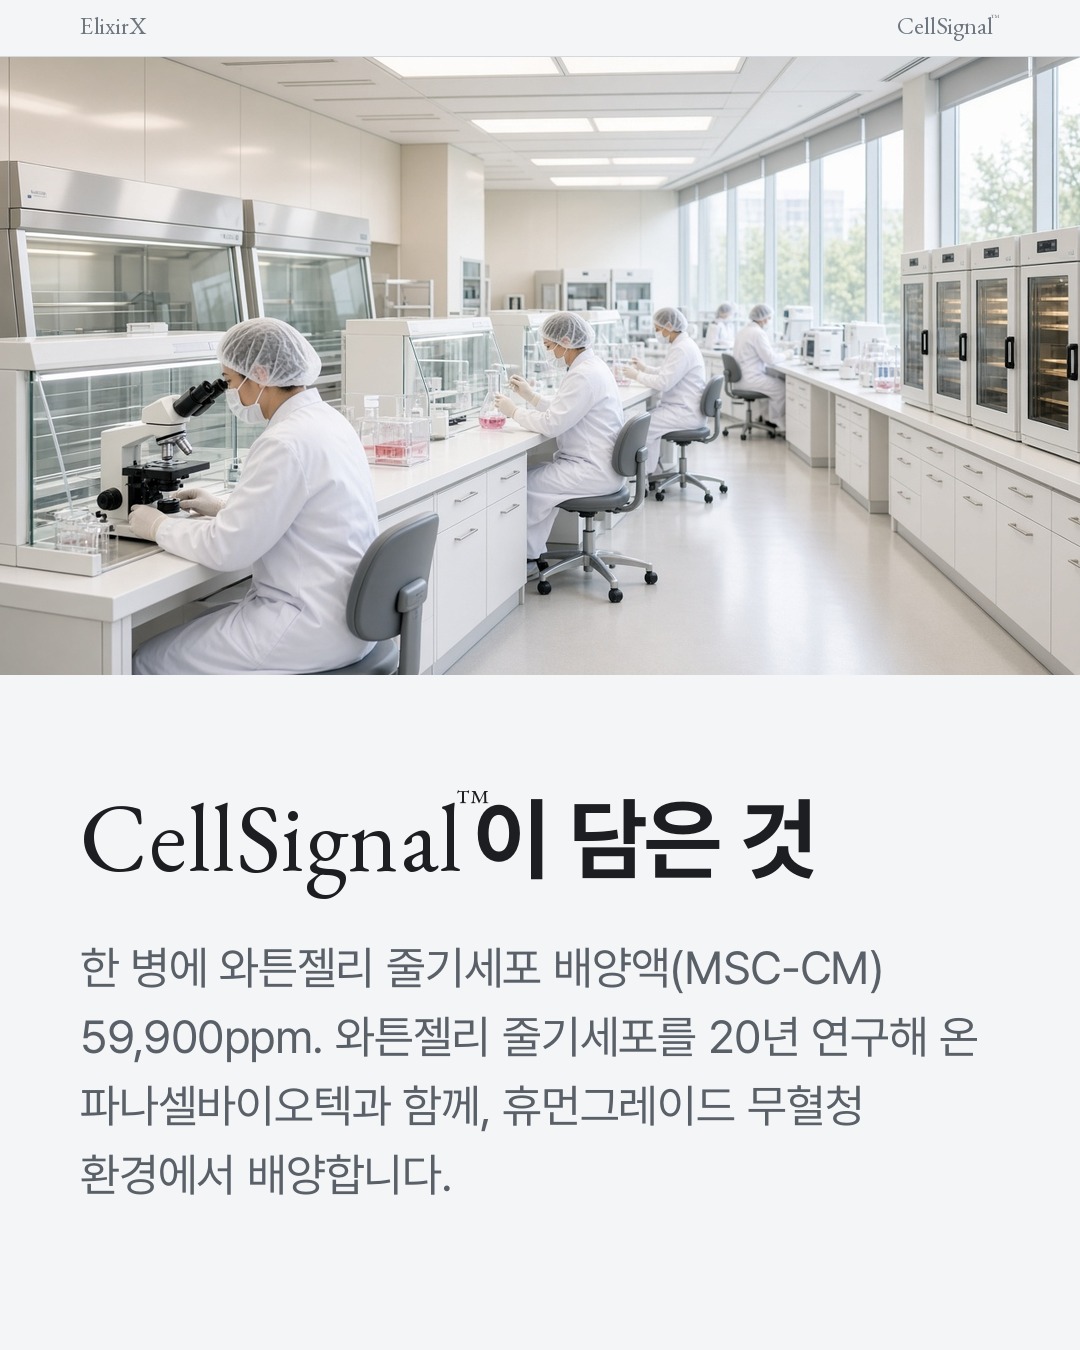 ElixirX
CellSignal™
CellSignal™이 담은 것
한 병에 와튼젤리 줄기세포 배양액(MSC-CM)
59,900ppm. 와튼젤리 줄기세포를 20년 연구해 온
파나셀바이오텍과 함께, 휴먼그레이드 무혈청
환경에서 배양합니다.